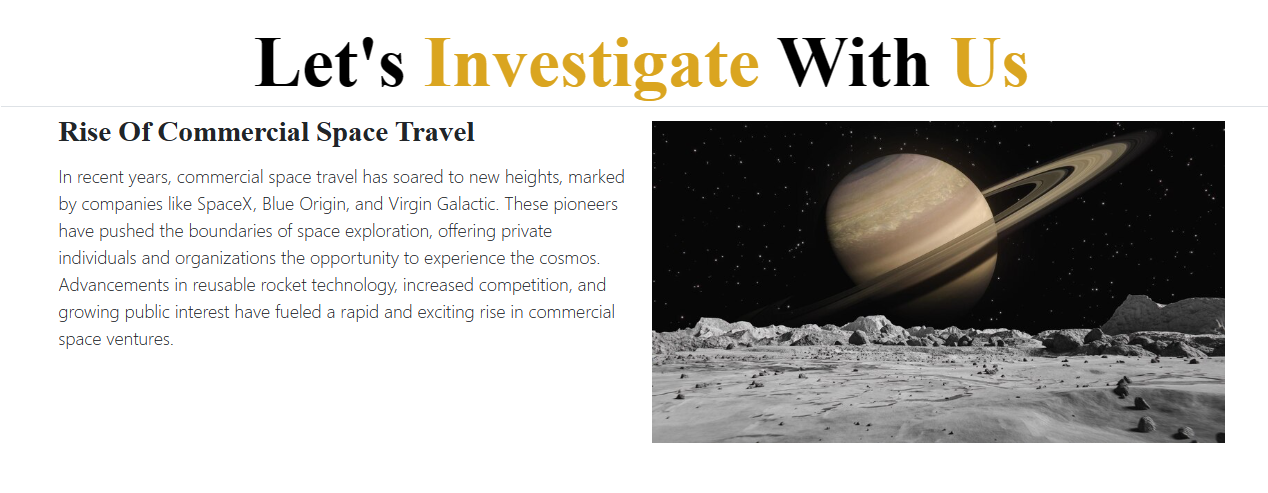 Let's Investigate With Us
Rise Of Commercial Space Travel
In recent years, commercial space travel has soared to new heights, marked
by companies like SpaceX, Blue Origin, and Virgin Galactic. These pioneers
have pushed the boundaries of space exploration, offering private
individuals and organizations the opportunity to experience the cosmos.
Advancements in reusable rocket technology, increased competition, and
growing public interest have fueled a rapid and exciting rise in commercial
space ventures.